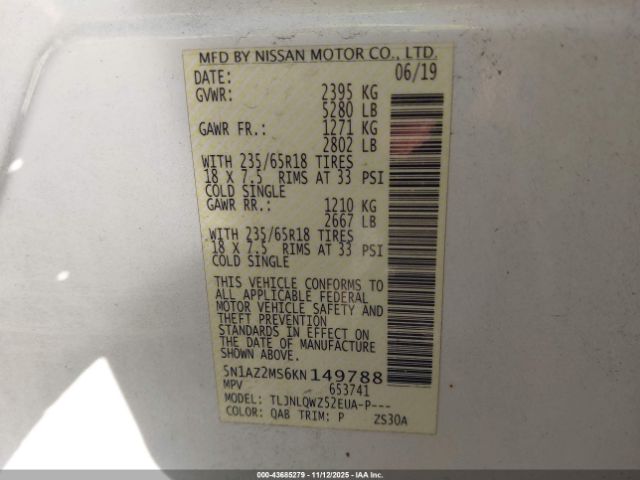 MFD BY NISSAN MOTOR CO., LTD.
DATE: 06/19
GVWR: 2395 KG
5280 LB
GAWR FR.: 1271 KG
2802 LB
WITH 235/65R18 TIRES
18 X 7.5 RIMS AT 33 PSI
COLD SINGLE
GAWR RR.: 1210 KG
2667 LB
WITH 235/65R18 TIRES
18 X 7.5 RIMS AT 33 PSI
COLD SINGLE
THIS VEHICLE CONFORMS TO
ALL APPLICABLE FEDERAL
MOTOR VEHICLE SAFETY AND
THEFT PREVENTION
STANDARDS IN EFFECT ON
THE DATE OF MANUFACTURE
SHOWN ABOVE.
5N1AZ2MS6KN149788
MPV 653741
MODEL: TLJNLQWZ52EUA-P---
COLOR: QAB TRIM: P ZS30A
000-43685279 - 11/12/2025 - IAA Inc.